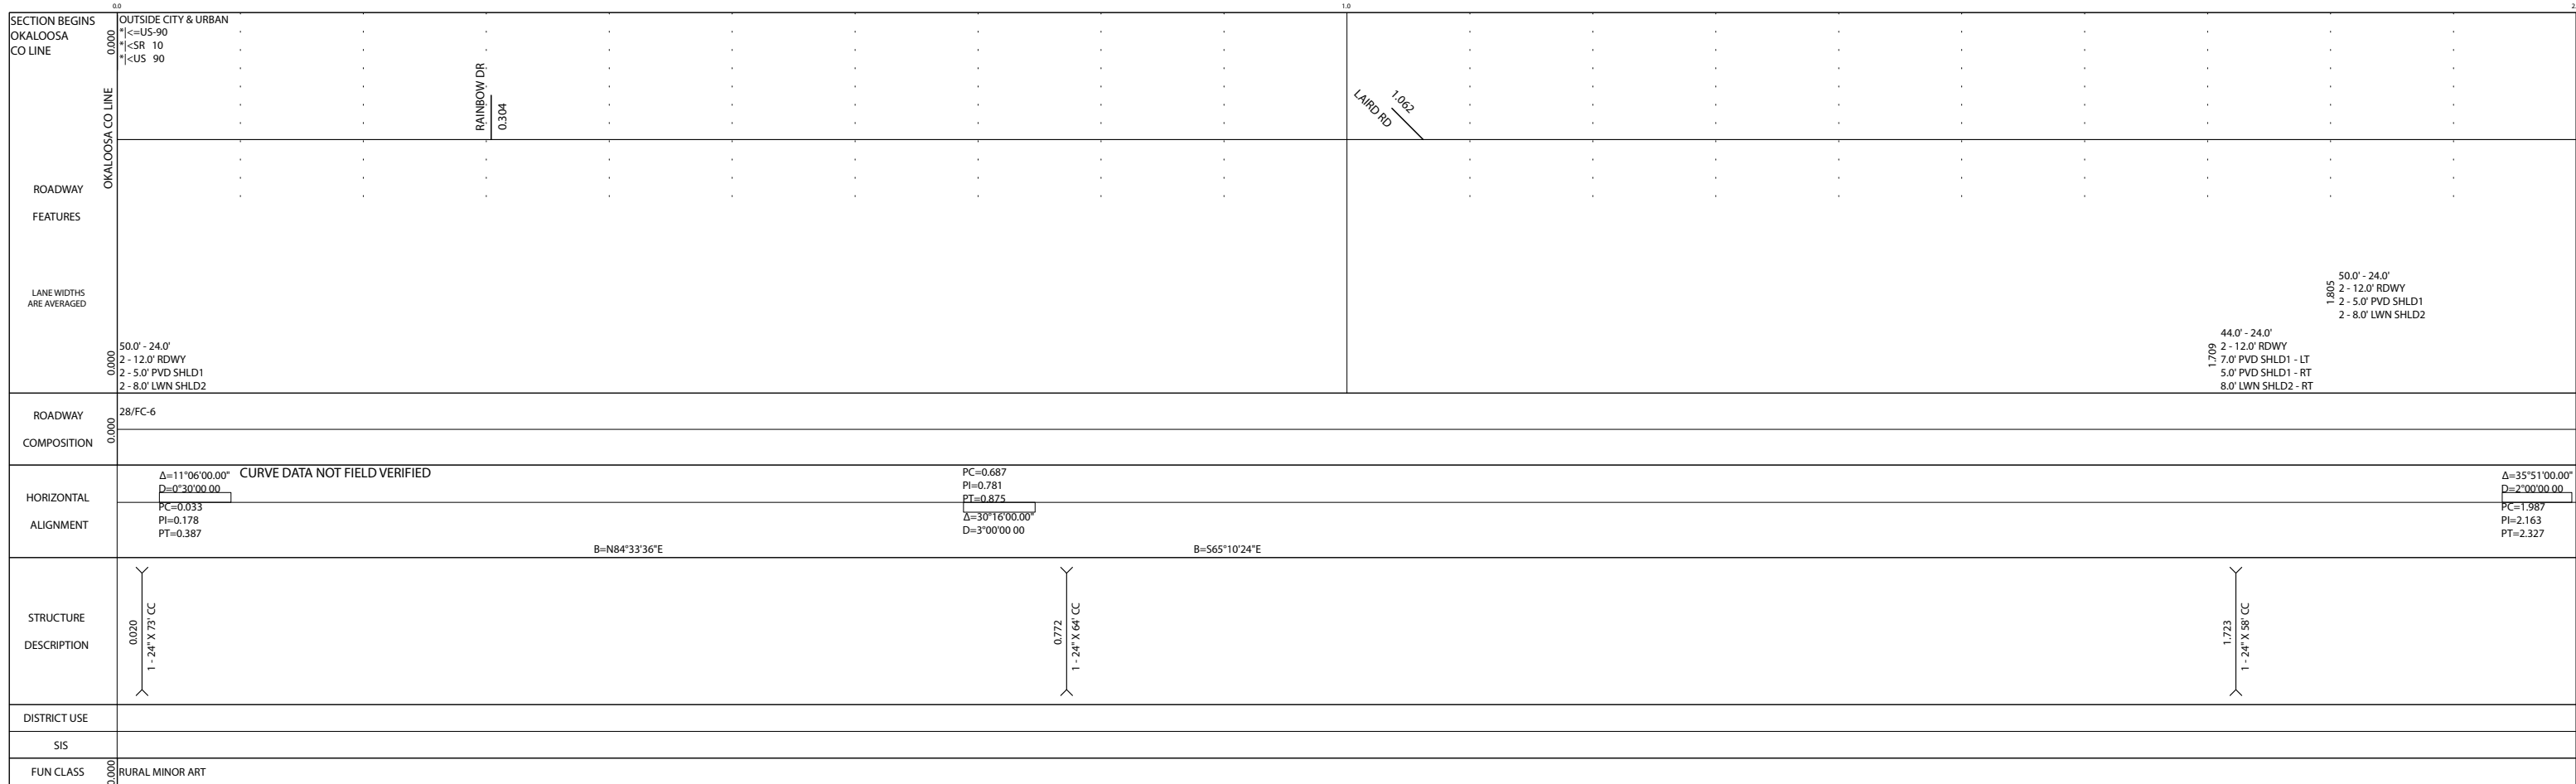 0.0
1.0
2.
SECTION BEGINS
OKALOOSA
CO LINE
0.000
OUTSIDE CITY & URBAN
*|<=US-90
*|<SR 10
*|<US 90
OKALOOSA CO LINE
RAINBOW DR
0.304
LAIRD RD
1.062
ROADWAY
FEATURES
LANE WIDTHS
ARE AVERAGED
0.000
50.0' - 24.0'
2 - 12.0' RDWY
2 - 5.0' PVD SHLD1
2 - 8.0' LWN SHLD2
1.709
44.0' - 24.0'
2 - 12.0' RDWY
7.0' PVD SHLD1 - LT
5.0' PVD SHLD1 - RT
8.0' LWN SHLD2 - RT
1.805
50.0' - 24.0'
2 - 12.0' RDWY
2 - 5.0' PVD SHLD1
2 - 8.0' LWN SHLD2
ROADWAY
COMPOSITION
0.000
28/FC-6
HORIZONTAL
ALIGNMENT
Δ=11°06'00.00"
D=0°30'00 00
CURVE DATA NOT FIELD VERIFIED
PC=0.033
PI=0.178
PT=0.387
B=N84°33'36"E
PC=0.687
PI=0.781
PT=0.875
Δ=30°16'00.00"
D=3°00'00 00
B=S65°10'24"E
Δ=35°51'00.00"
D=2°00'00 00
PC=1.987
PI=2.163
PT=2.327
STRUCTURE
DESCRIPTION
0.020
1 - 24" X 73' CC
0.772
1 - 24" X 64' CC
1.723
1 - 24" X 58' CC
DISTRICT USE
SIS
FUN CLASS
0.000
RURAL MINOR ART